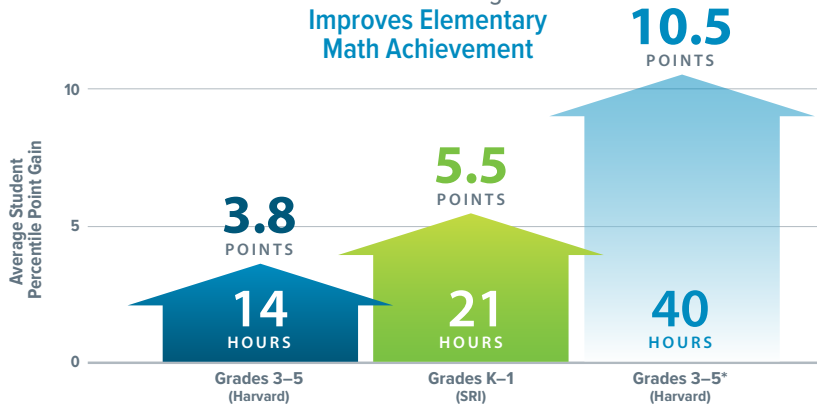 Improves Elementary
Math Achievement
10.5
POINTS
10
5.5
POINTS
3.8
POINTS
5
Average Student
Percentile Point Gain
14
HOURS
21
HOURS
40
HOURS
0
Grades 3–5
(Harvard)
Grades K–1
(SRI)
Grades 3–5*
(Harvard)